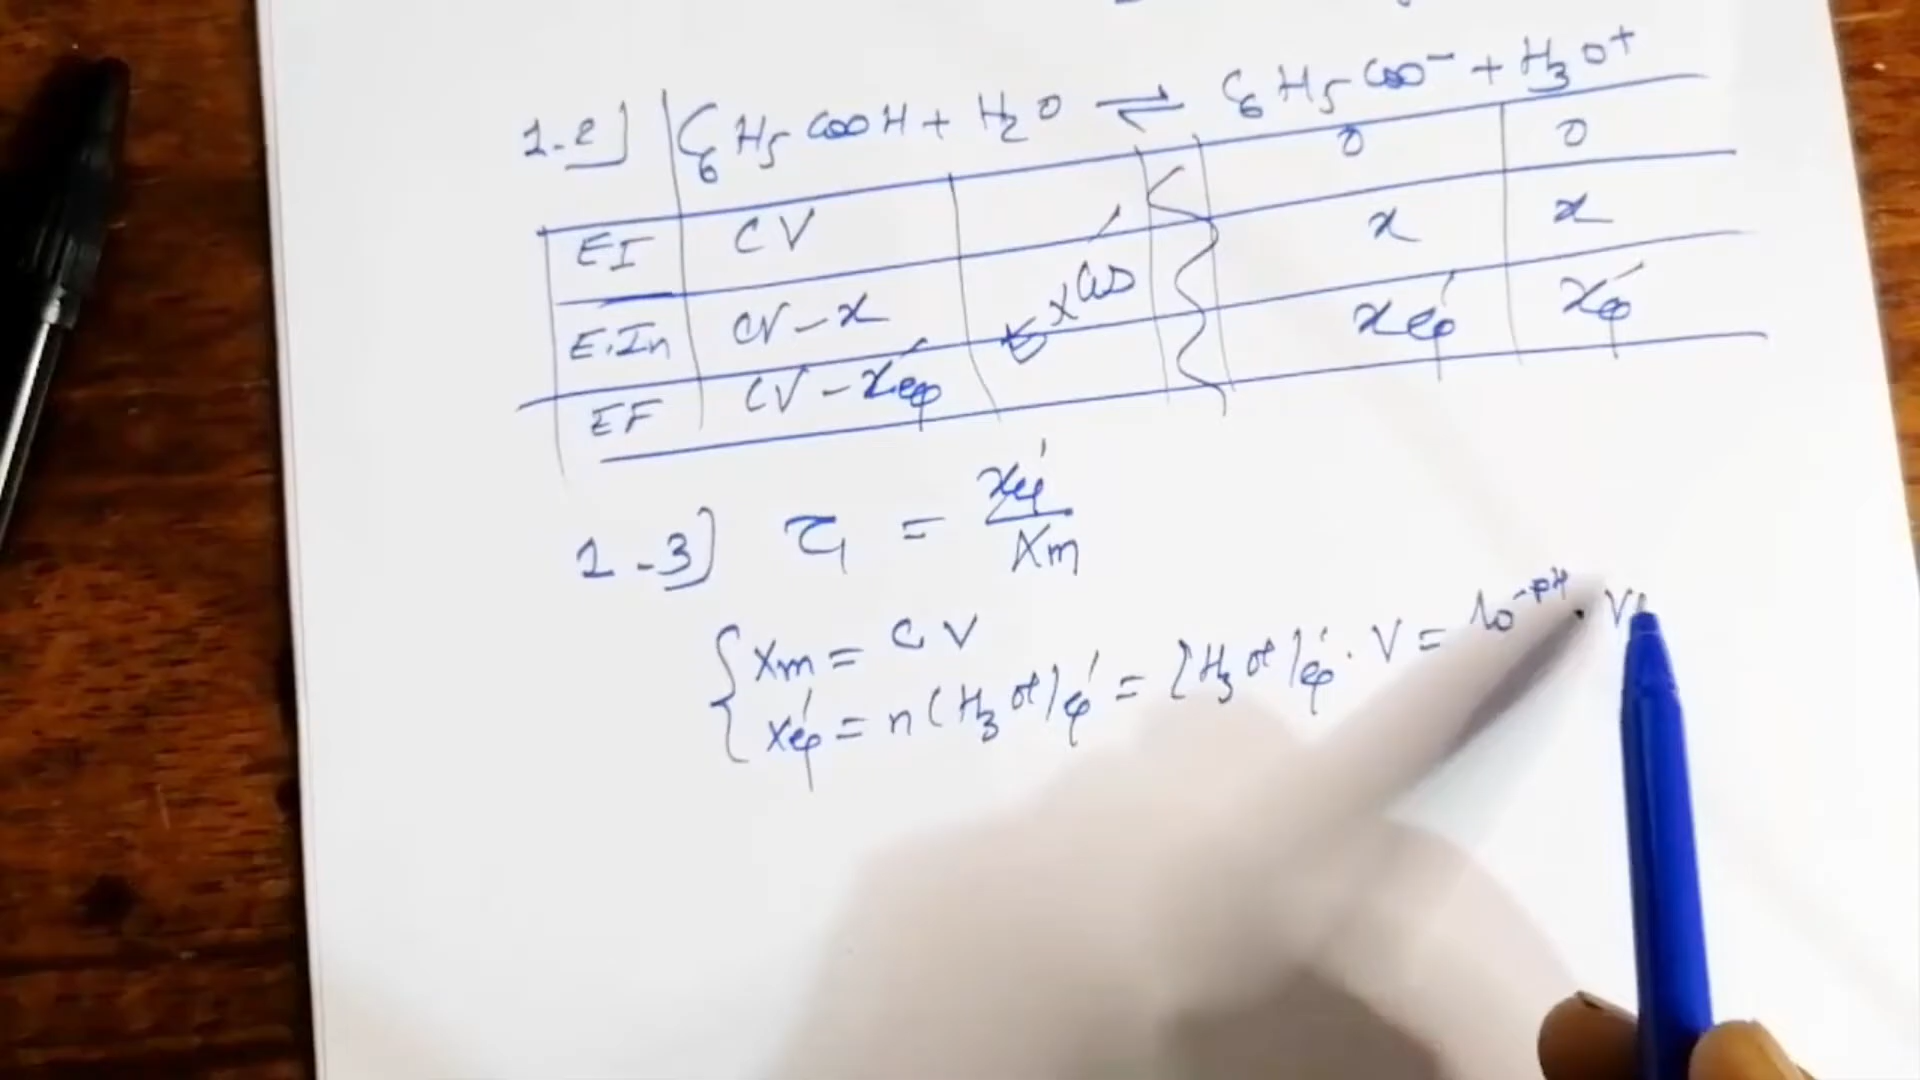 1-2] C6H5COOH + H2O ⇌ C6H5COO⁻ + H3O⁺
EI CV 0 0
E.In CV-x x x
EF CV-xéq xéq xéq
1-3) τ1 = xéq / Xm
{ Xm = CV
xéq = n(H3O⁺)éq = [H3O⁺]éq . V = 10^-pH . V